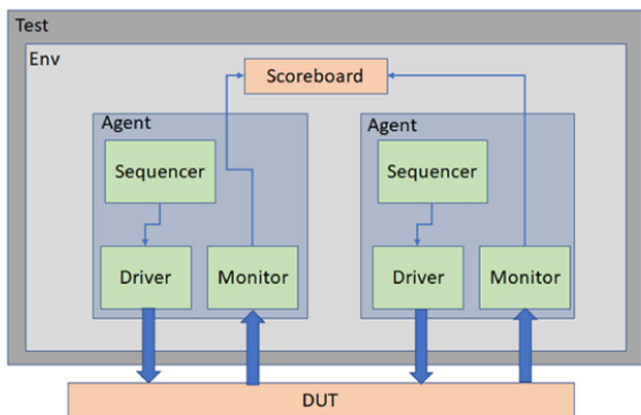 Test
Env
Scoreboard
Agent
Agent
Sequencer
Sequencer
Driver
Monitor
Driver
Monitor
DUT